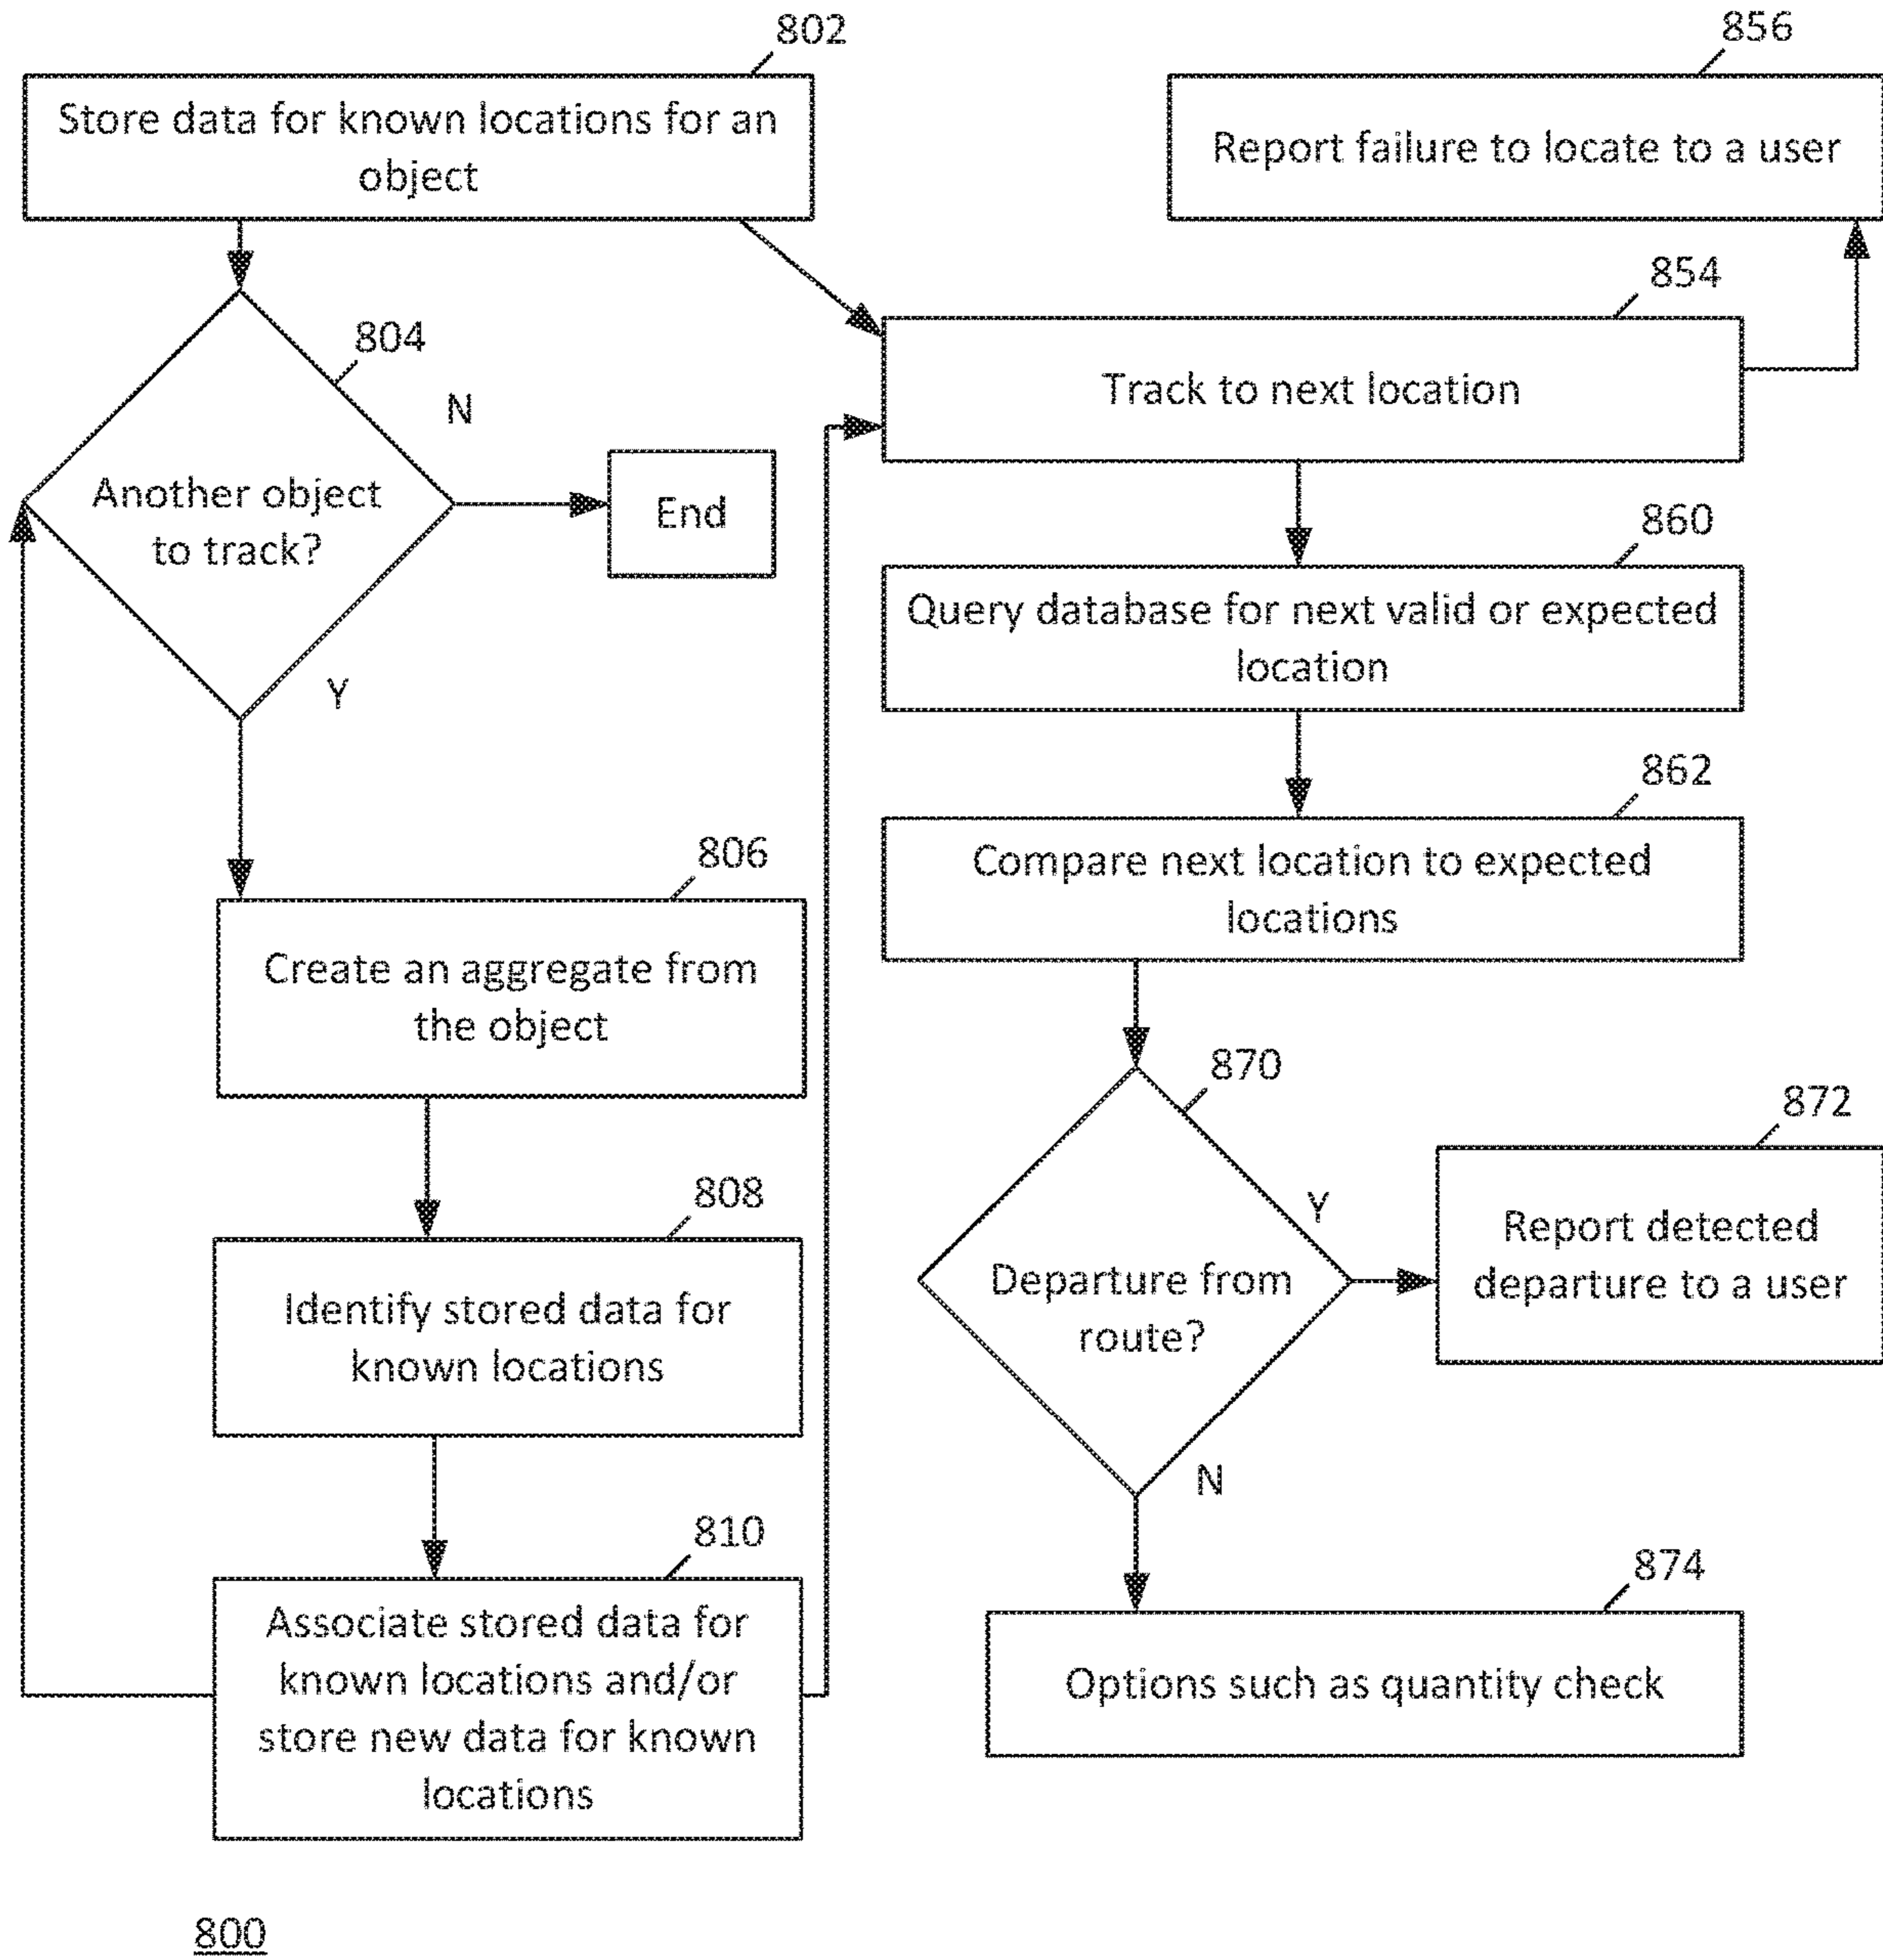 802
Store data for known locations for an
object
856
Report failure to locate to a user
804
N
Another object
to track?
Y
End
854
Track to next location
860
Query database for next valid or expected
location
862
Compare next location to expected
locations
806
Create an aggregate from
the object
808
Identify stored data for
known locations
810
Associate stored data for
known locations and/or
store new data for known
locations
870
Y
Departure from
route?
N
872
Report detected
departure to a user
874
Options such as quantity check
800